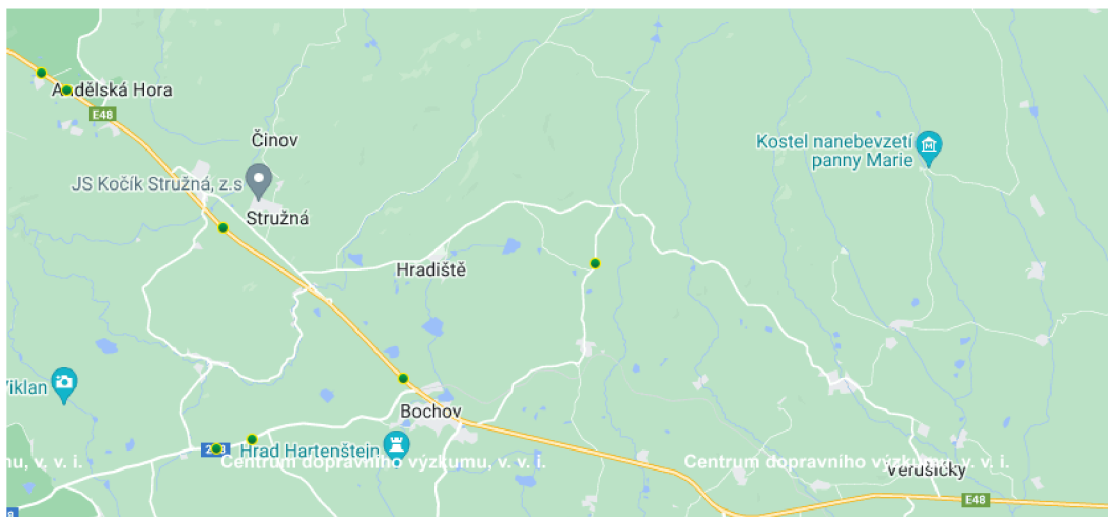 Andělská Hora
E48
Činov
Kostel nanebevzetí
panny Marie
JS Kočík Stružná, z.s
Stružná
Hradiště
Viklan
Bochov
Hrad Hartenštejn
mu, v. v. i.
Centrum dopravního výzkumu, v. v. i.
Centrum dopravního výzkumu, v. v. i.
Verušičky
E48